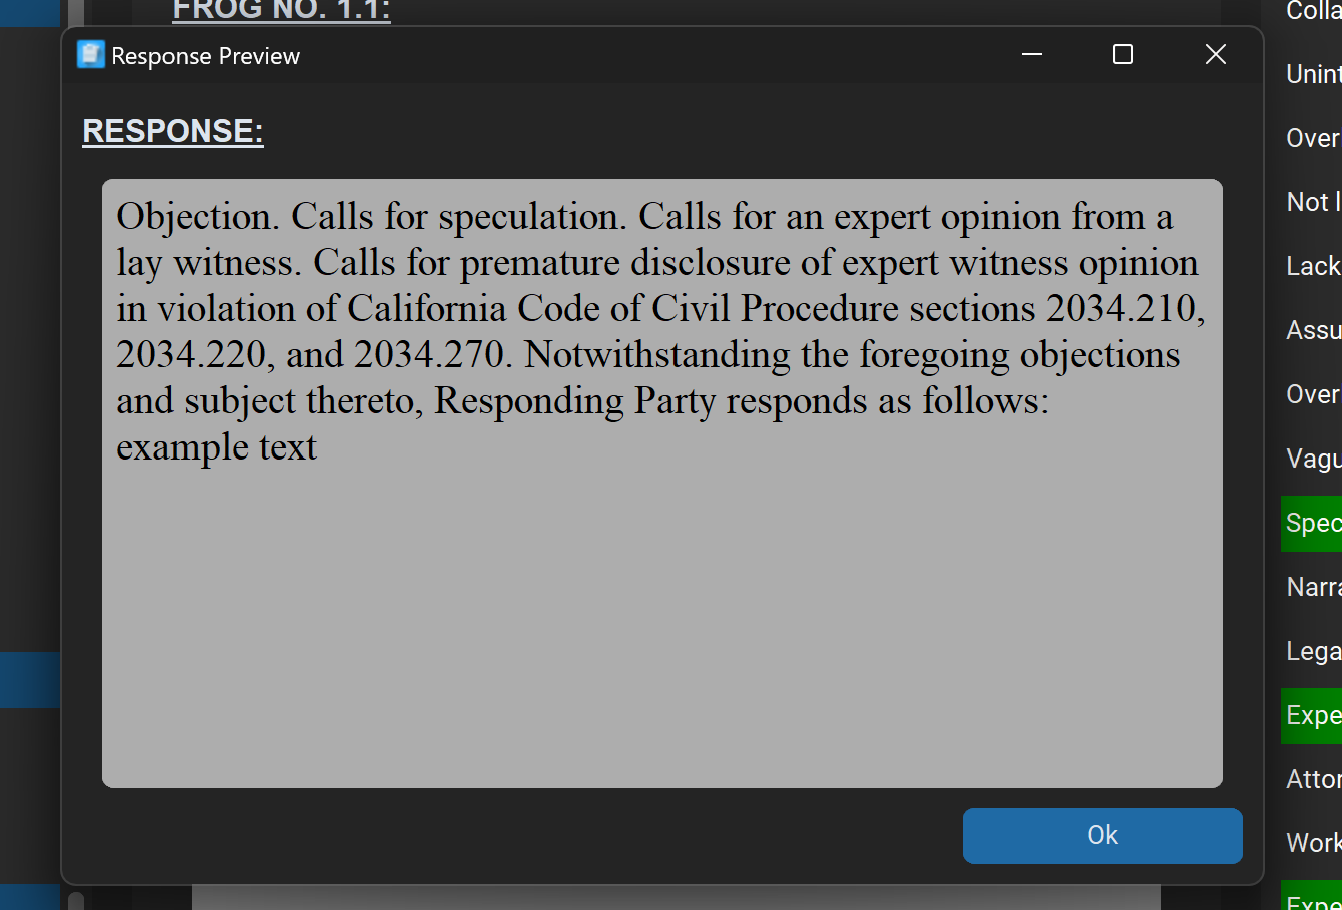 FROG NO. 1.1:
Response Preview
RESPONSE:
Objection. Calls for speculation. Calls for an expert opinion from a
lay witness. Calls for premature disclosure of expert witness opinion
in violation of California Code of Civil Procedure sections 2034.210,
2034.220, and 2034.270. Notwithstanding the foregoing objections
and subject thereto, Responding Party responds as follows:
example text
Ok
Colla
Unint
Over
Not l
Lack
Assu
Over
Vagu
Spec
Narra
Lega
Expe
Attor
Work
Expe